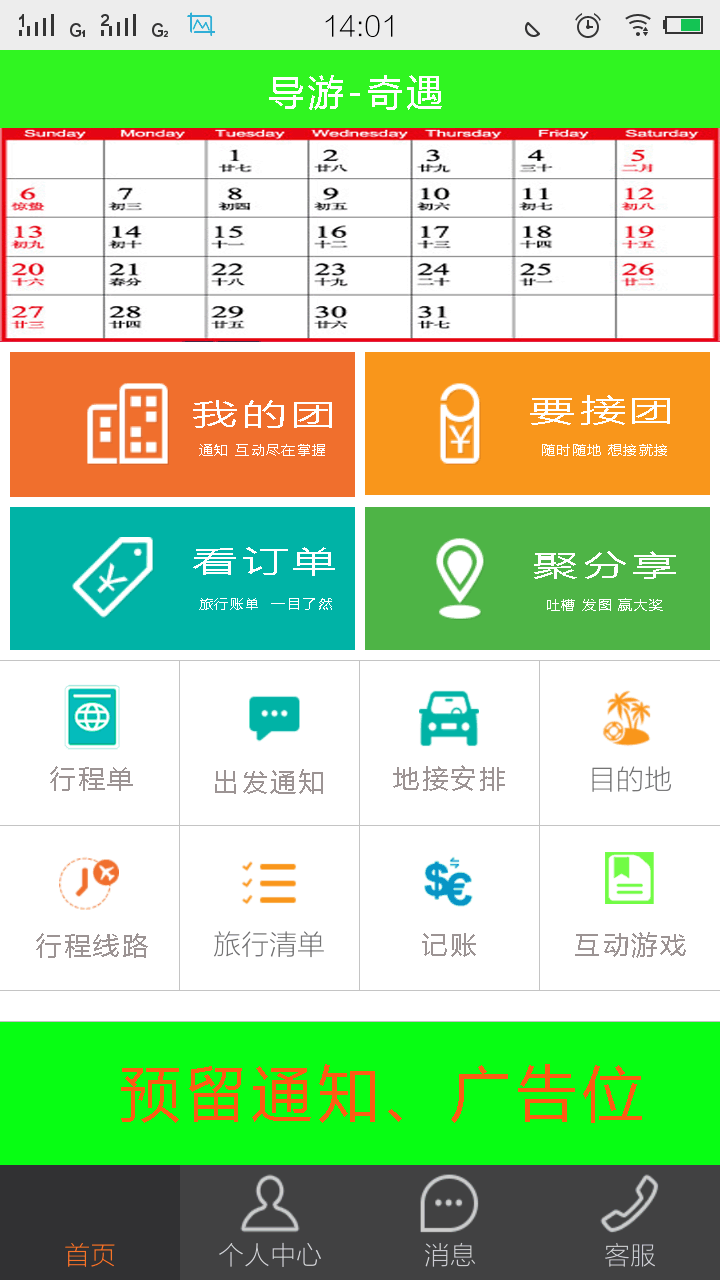 1 G1 2 G2 14:01
导游-奇遇
Sunday Monday Tuesday Wednesday Thursday Friday Saturday
1 2 3 4 5
廿七 廿八 廿九 三十 二月
6 7 8 9 10 11 12
惊蛰 初三 初四 初五 初六 初七 初八
13 14 15 16 17 18 19
初九 初十 十一 十二 十三 十四 十五
20 21 22 23 24 25 26
十六 春分 十八 十九 二十 廿一 廿二
27 28 29 30 31
廿三 廿四 廿五 廿六 廿七
我的团
通知 互动尽在掌握
要接团
随时随地 想接就接
看订单
旅行账单 一目了然
聚分享
吐槽 发图 赢大奖
行程单 出发通知 地接安排 目的地
行程线路 旅行清单 记账 互动游戏
预留通知、广告位
首页 个人中心 消息 客服